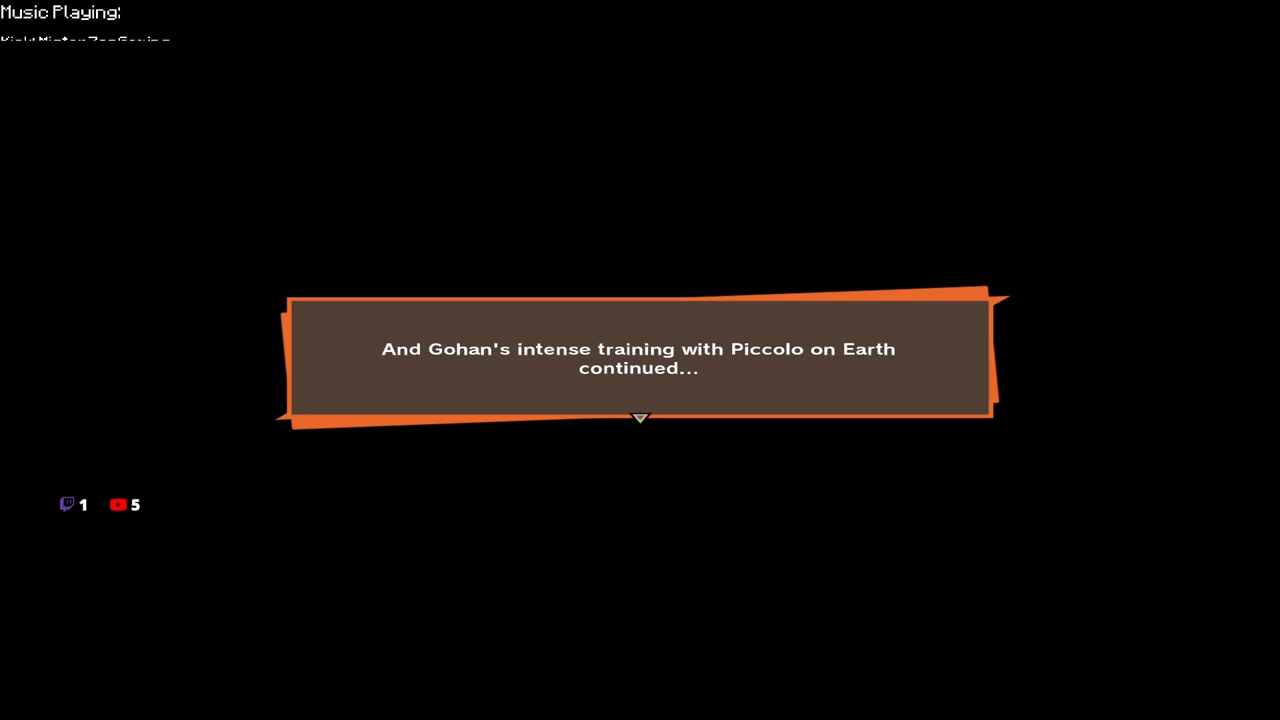 Music Playing:
And Gohan's intense training with Piccolo on Earth
continued...
1 5